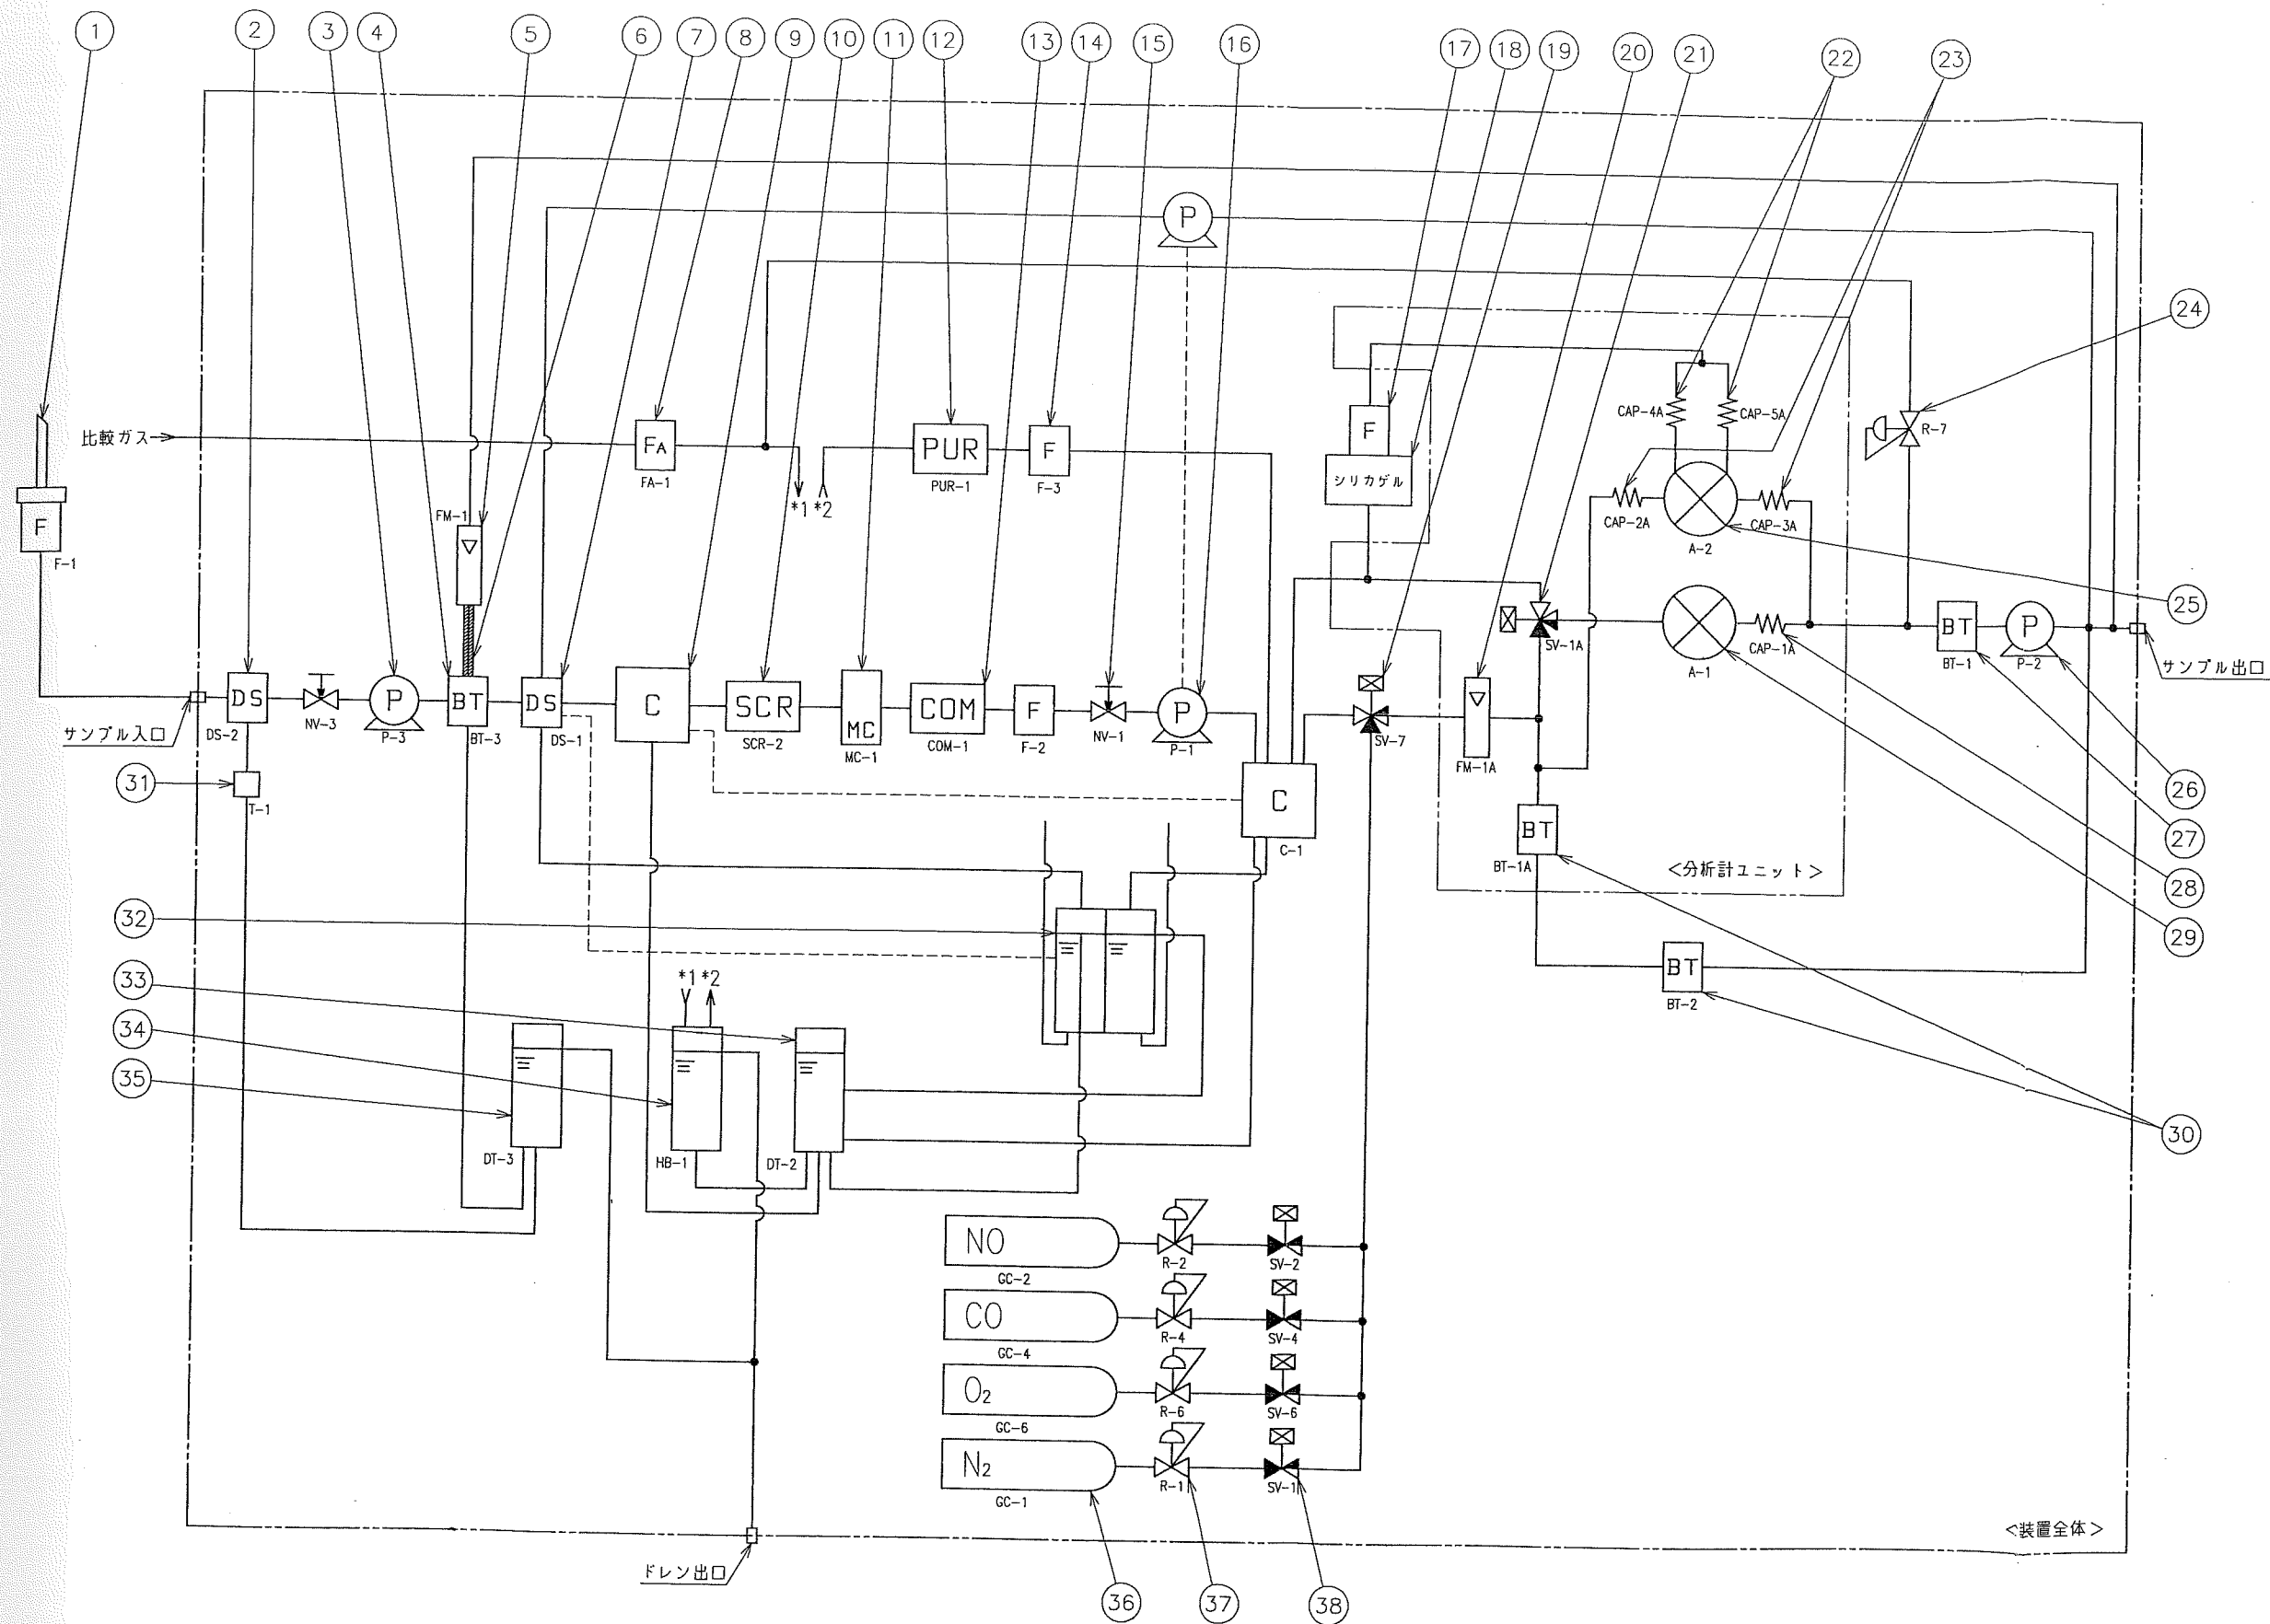 1 2 3 4 5 6 7 8 9 10 11 12 13 14 15 16 17 18 19 20 21 22 23
P
24
比較ガス
FA
FA-1
*1 *2
PUR
PUR-1
F
F-3
F
シリカゲル
CAP-4A
CAP-5A
R-7
CAP-2A
CAP-3A
A-2
25
F
F-1
FM-1
サンプル入口
DS
DS-2
NV-3
P
P-3
BT
BT-3
DS
DS-1
C
SCR
SCR-2
MC
MC-1
COM
COM-1
F
F-2
NV-1
P
P-1
C
C-1
SV-7
FM-1A
SV-1A
A-1
CAP-1A
BT
BT-1
P
P-2
サンプル出口
26
27
28
29
31
T-1
BT
BT-1A
<分析計ユニット>
BT
BT-2
30
32
33
34
35
*1 *2
DT-3
HB-1
DT-2
NO
GC-2
R-2
SV-2
CO
GC-4
R-4
SV-4
O2
GC-6
R-6
SV-6
N2
GC-1
R-1
SV-1
<装置全体>
ドレン出口
36 37 38